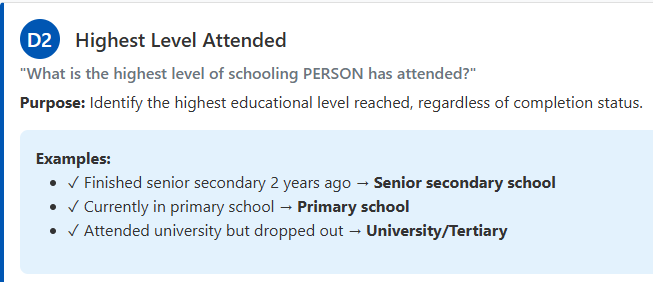 D2 Highest Level Attended
"What is the highest level of schooling PERSON has attended?"
Purpose: Identify the highest educational level reached, regardless of completion status.
Examples:
• ✓ Finished senior secondary 2 years ago → Senior secondary school
• ✓ Currently in primary school → Primary school
• ✓ Attended university but dropped out → University/Tertiary